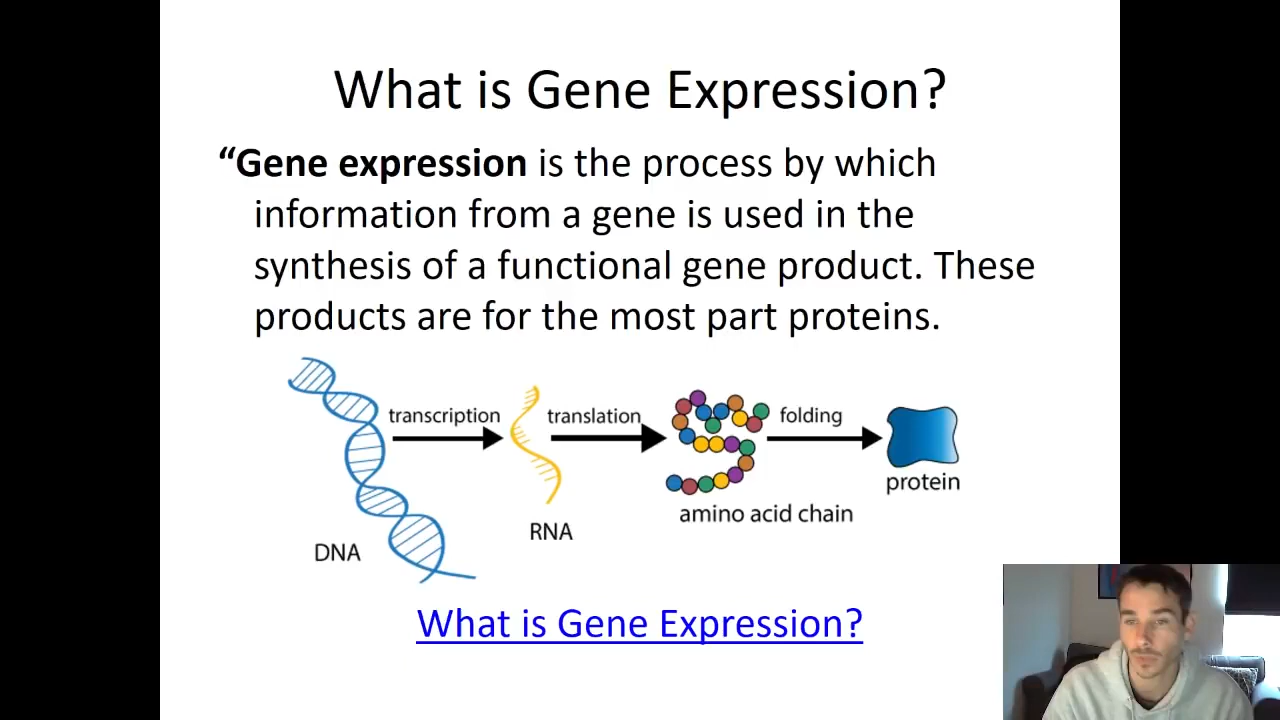 What is Gene Expression?
“Gene expression is the process by which
information from a gene is used in the
synthesis of a functional gene product. These
products are for the most part proteins.
transcription
translation
folding
DNA
RNA
amino acid chain
protein
What is Gene Expression?